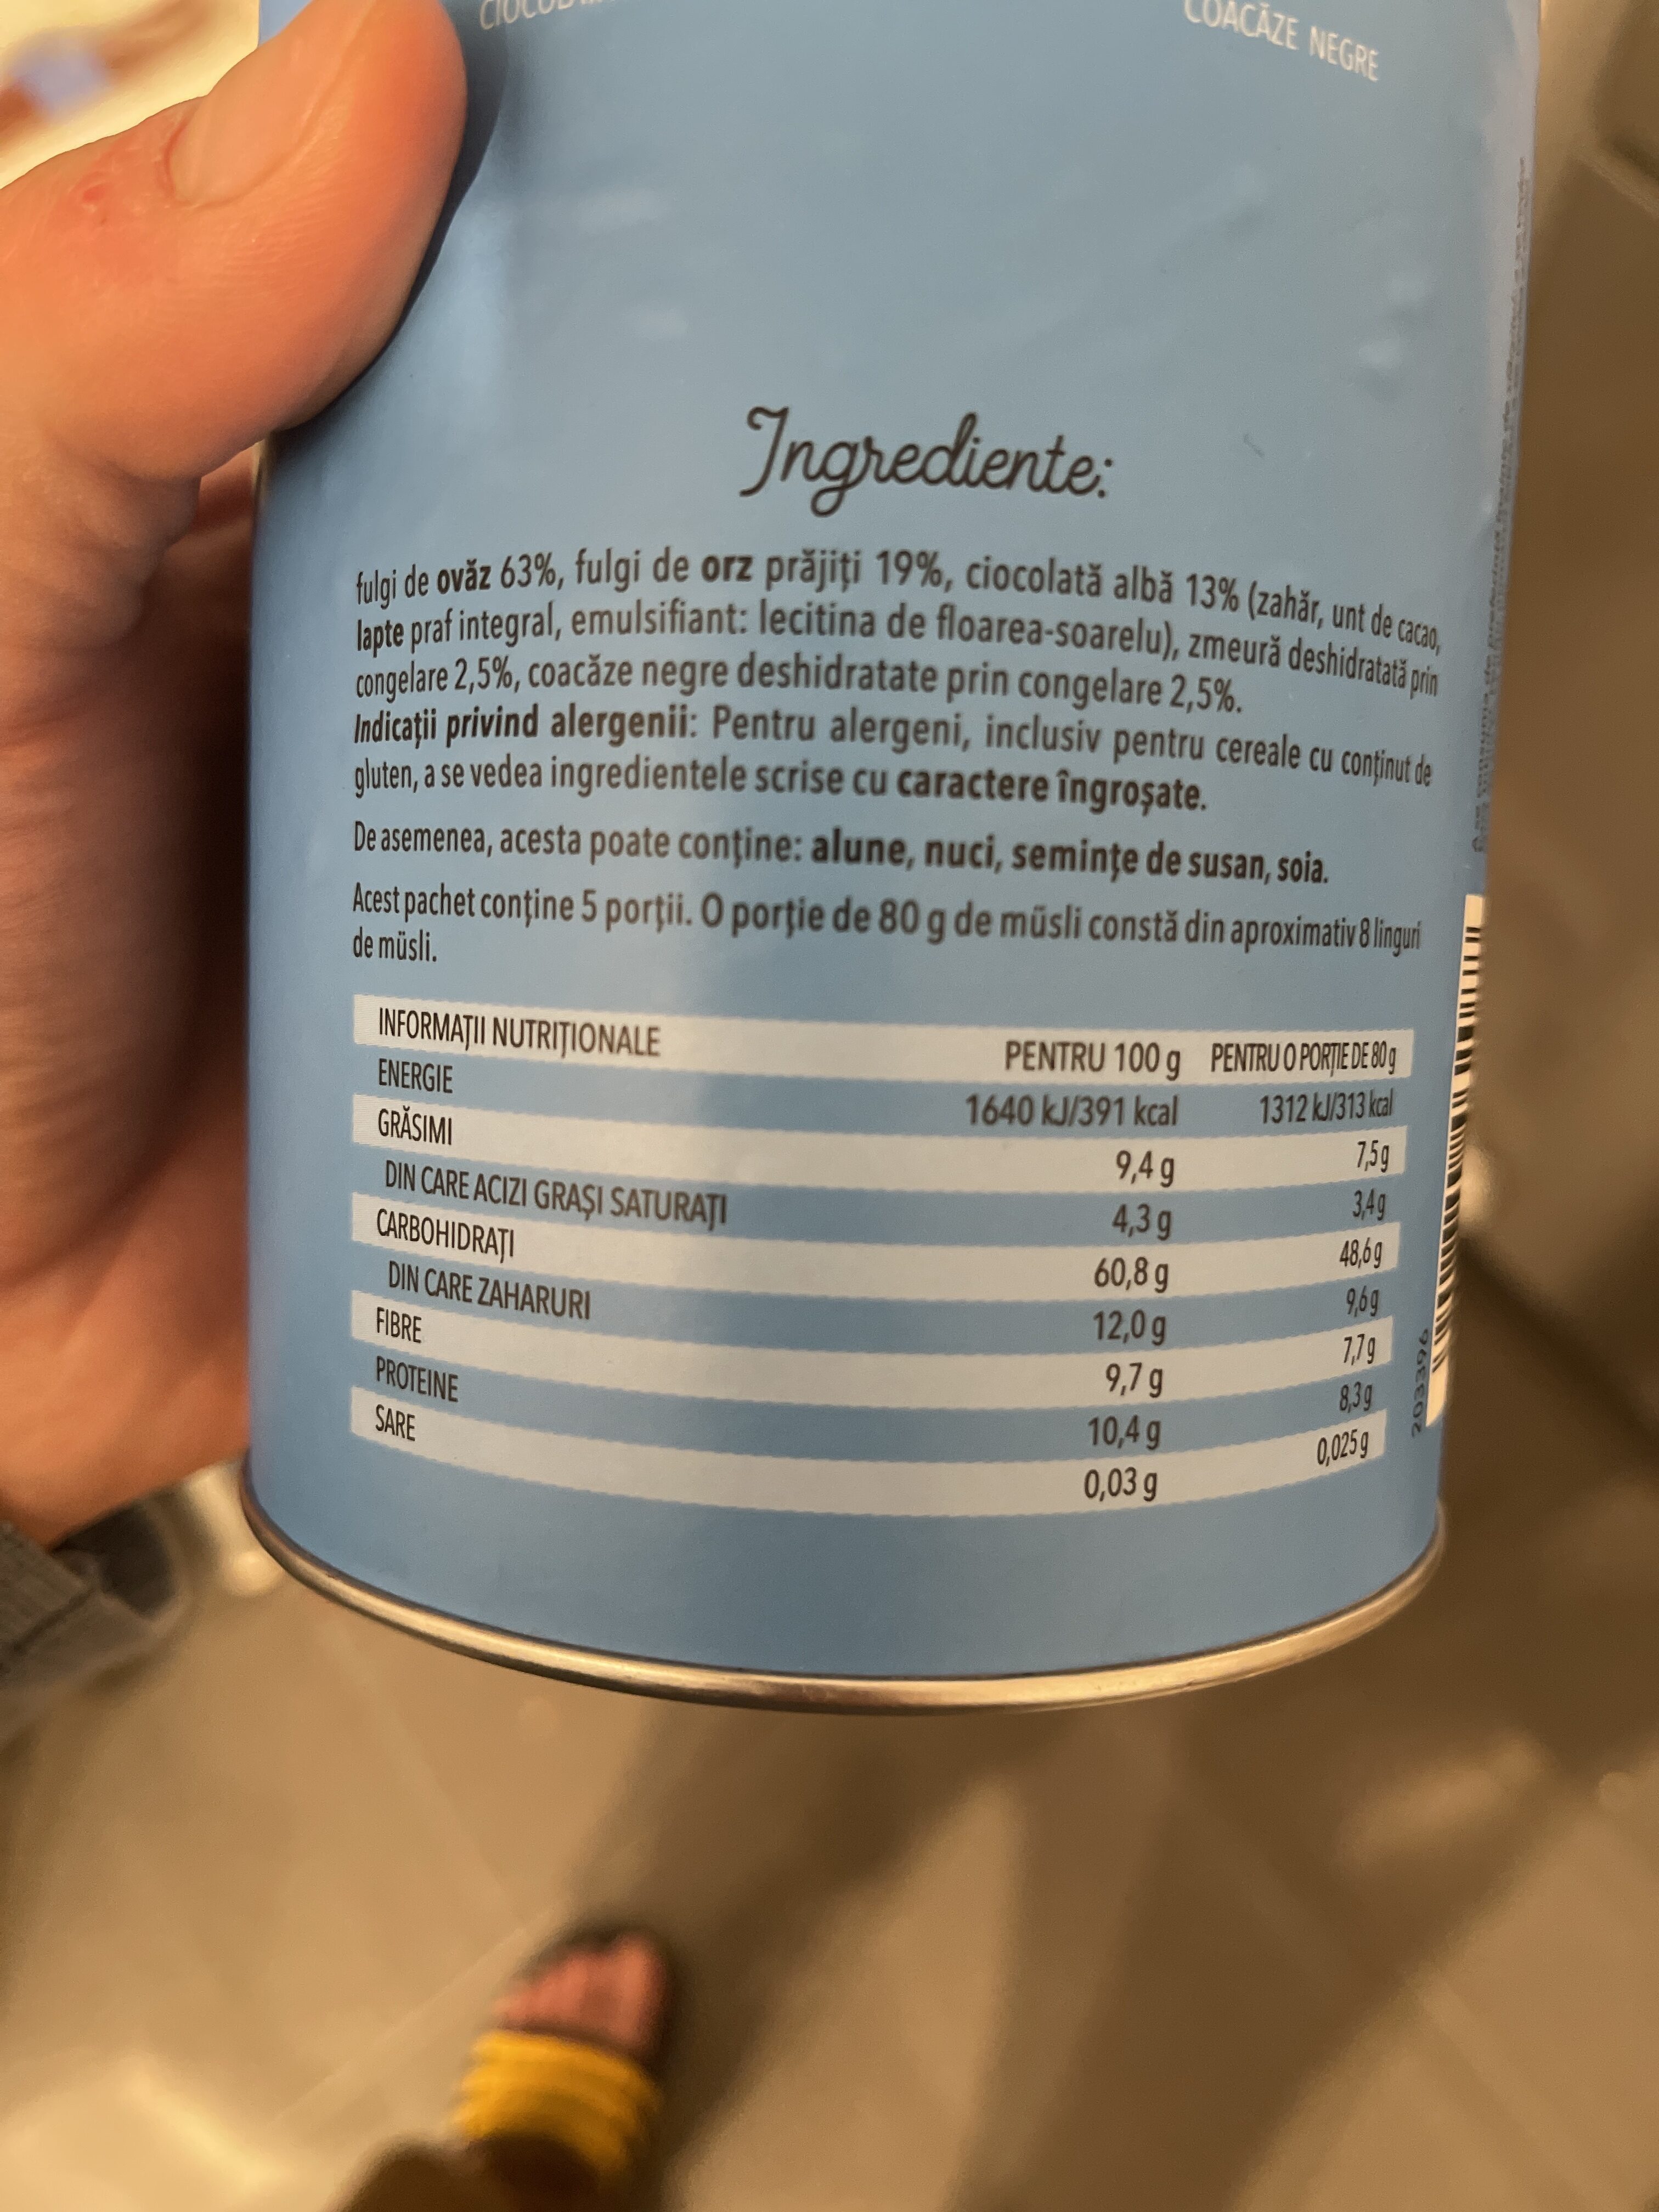 COACĂZE NEGRE
Ingrediente:
fulgi de ovăz 63%, fulgi de orz prăjiți 19%, ciocolată albă 13% (zahăr, unt de cacao,
lapte praf integral, emulsifiant: lecitina de floarea-soarelu), zmeură deshidratată prin
congelare 2,5%, coacăze negre deshidratate prin congelare 2,5%.
Indicații privind alergenii: Pentru alergeni, inclusiv pentru cereale cu conținut de
gluten, a se vedea ingredientele scrise cu caractere îngroșate.
De asemenea, acesta poate conține: alune, nuci, semințe de susan, soia.
Acest pachet conține 5 porții. O porție de 80 g de müsli constă din aproximativ 8 linguri
de müsli.
INFORMAȚII NUTRIȚIONALE PENTRU 100 g PENTRU O PORȚIE DE 80 g
ENERGIE 1640 kJ/391 kcal 1312 kJ/313 kcal
GRĂSIMI 9,4 g 7,5 g
DIN CARE ACIZI GRAȘI SATURAȚI 4,3 g 3,4 g
CARBOHIDRAȚI 60,8 g 48,6 g
DIN CARE ZAHARURI 12,0 g 9,6 g
FIBRE 9,7 g 7,7 g
PROTEINE 10,4 g 8,3 g
SARE 0,03 g 0,025 g
203396